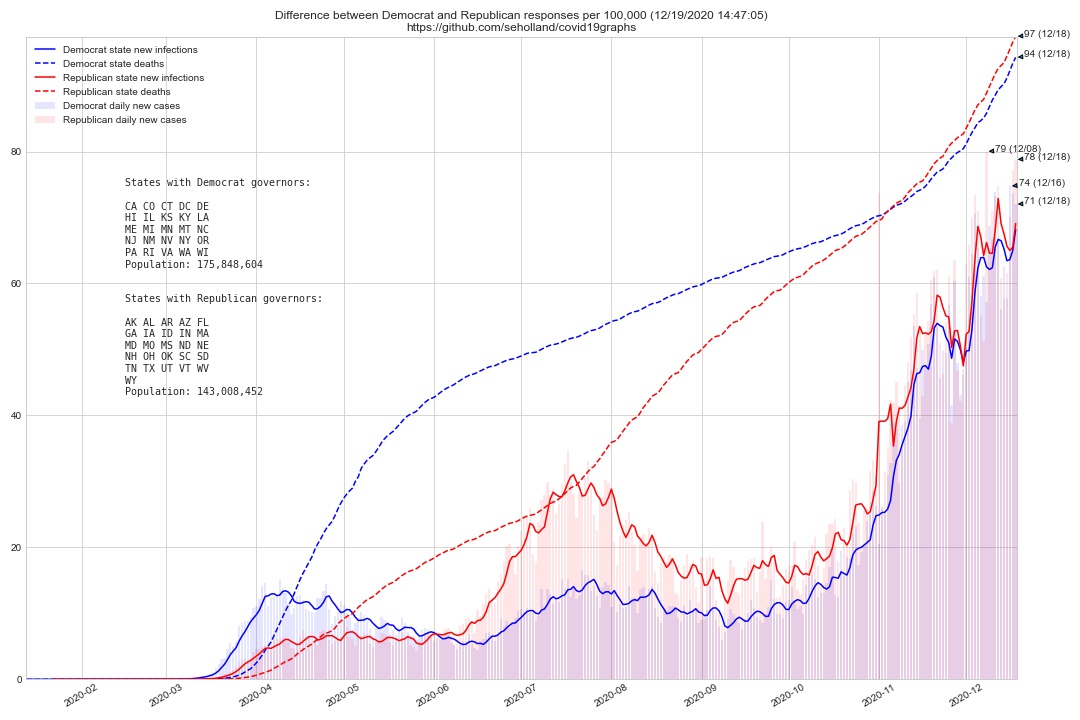 Difference between Democrat and Republican responses per 100,000 (12/19/2020 14:47:05)
https://github.com/seholland/covid19graphs
Democrat state new infections
Democrat state deaths
Republican state new infections
Republican state deaths
Democrat daily new cases
Republican daily new cases
97 (12/18)
94 (12/18)
79 (12/08)
78 (12/18)
74 (12/16)
71 (12/18)
States with Democrat governors:
CA CO CT DC DE
HI IL KS KY LA
ME MI MN MT NC
NJ NM NV NY OR
PA RI VA WA WI
Population: 175,848,604
States with Republican governors:
AK AL AR AZ FL
GA IA ID IN MA
MD MO MS ND NE
NH OH OK SC SD
TN TX UT VT WV
WY
Population: 143,008,452
80
60
40
20
0
2020-02
2020-03
2020-04
2020-05
2020-06
2020-07
2020-08
2020-09
2020-10
2020-11
2020-12